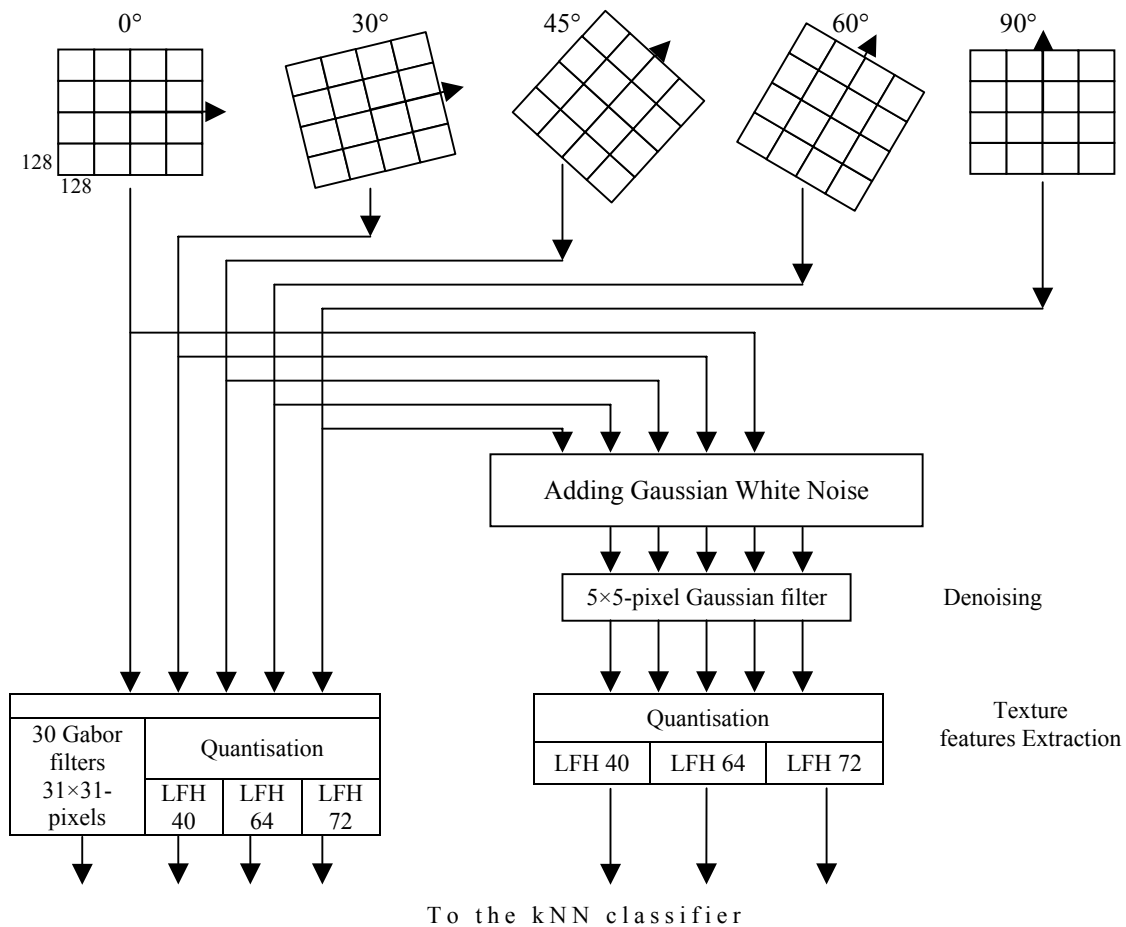 0°
30°
45°
60°
90°
128
128
Adding Gaussian White Noise
5×5-pixel Gaussian filter
Denoising
30 Gabor
filters
31×31-
pixels
Quantisation
LFH
40
LFH
64
LFH
72
Quantisation
LFH 40
LFH 64
LFH 72
Texture
features Extraction
To the kNN classifier